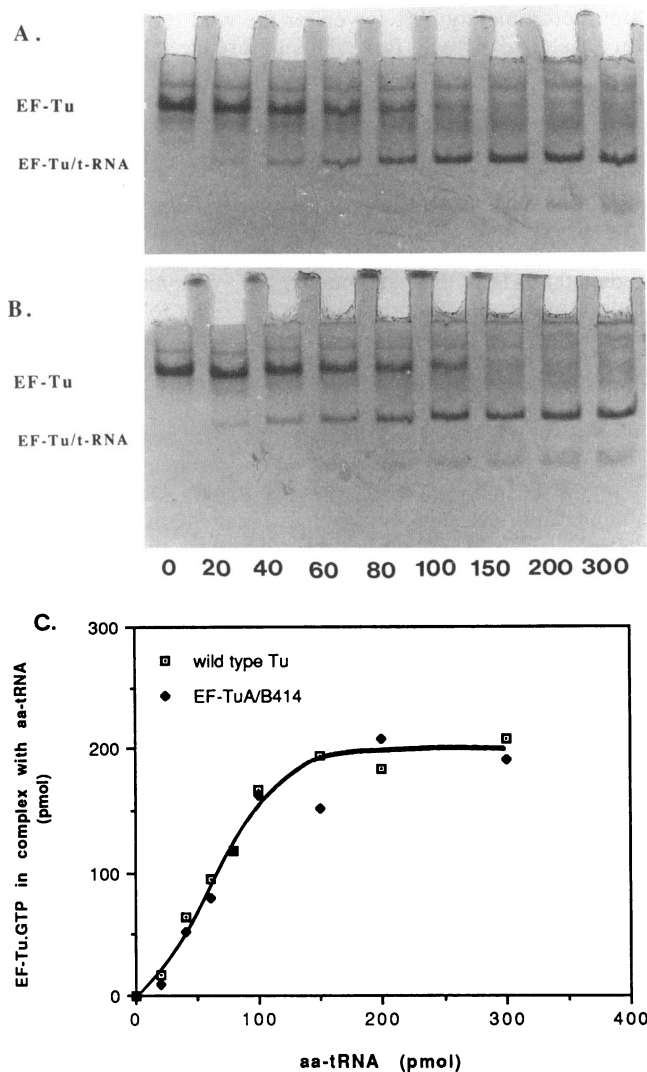 A.
EF-Tu
EF-Tu/t-RNA
B.
EF-Tu
EF-Tu/t-RNA
0 20 40 60 80 100 150 200 300
C.
300
200
100
0
wild type Tu
EF-TuA/B414
EF-Tu.GTP in complex with aa-tRNA
(pmol)
0 100 200 300 400
aa-tRNA (pmol)